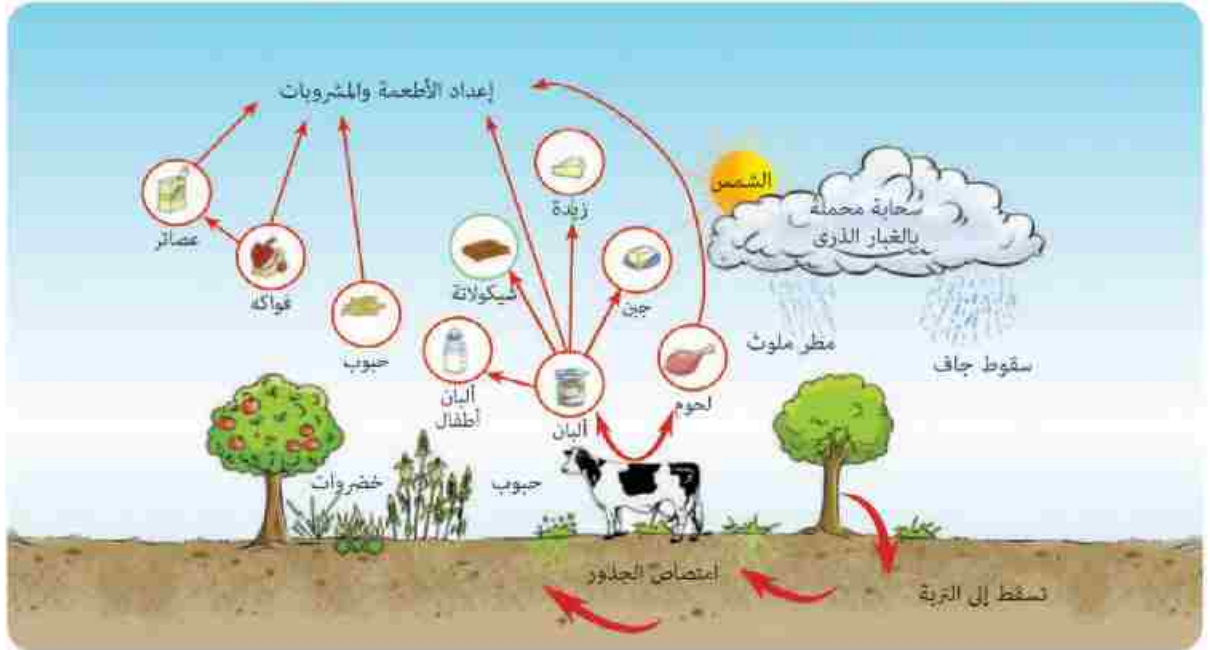 إعداد الأطعمة والمشروبات
الشمس
سحابة محملة
بالغبار الذرى
زبدة
عصائر
شيكولاتة
جبن
فواكه
مطر ملوث
حبوب
سقوط جاف
ألبان
أطفال
ألبان
لحوم
خضروات
حبوب
امتصاص الجذور
تسقط إلى التربة